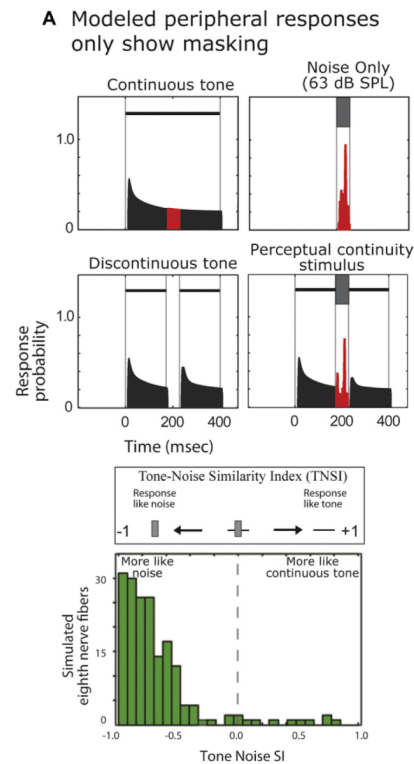 A Modeled peripheral responses
only show masking
Continuous tone
Noise Only
(63 dB SPL)
1.0
0
Discontinuous tone
Perceptual continuity
stimulus
Response
probability
1.0
0
0 200 400
0 200 400
Time (msec)
Tone-Noise Similarity Index (TNSI)
Response
like noise
Response
like tone
-1
+1
More like
noise
More like
continuous tone
Simulated
eighth nerve fibers
30
15
0
-1.0 -0.5 0.0 0.5 1.0
Tone Noise SI